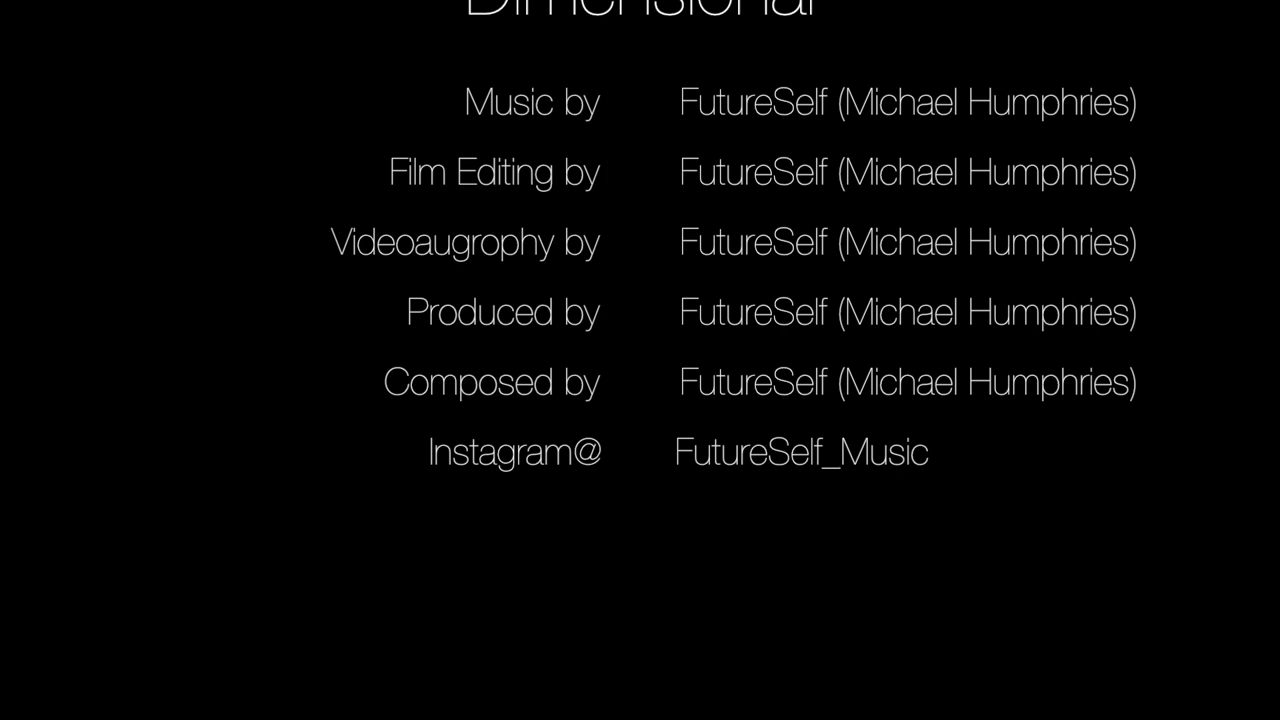 Dimensional
Music by FutureSelf (Michael Humphries)
Film Editing by FutureSelf (Michael Humphries)
Videoaugrophy by FutureSelf (Michael Humphries)
Produced by FutureSelf (Michael Humphries)
Composed by FutureSelf (Michael Humphries)
Instagram@ FutureSelf_Music